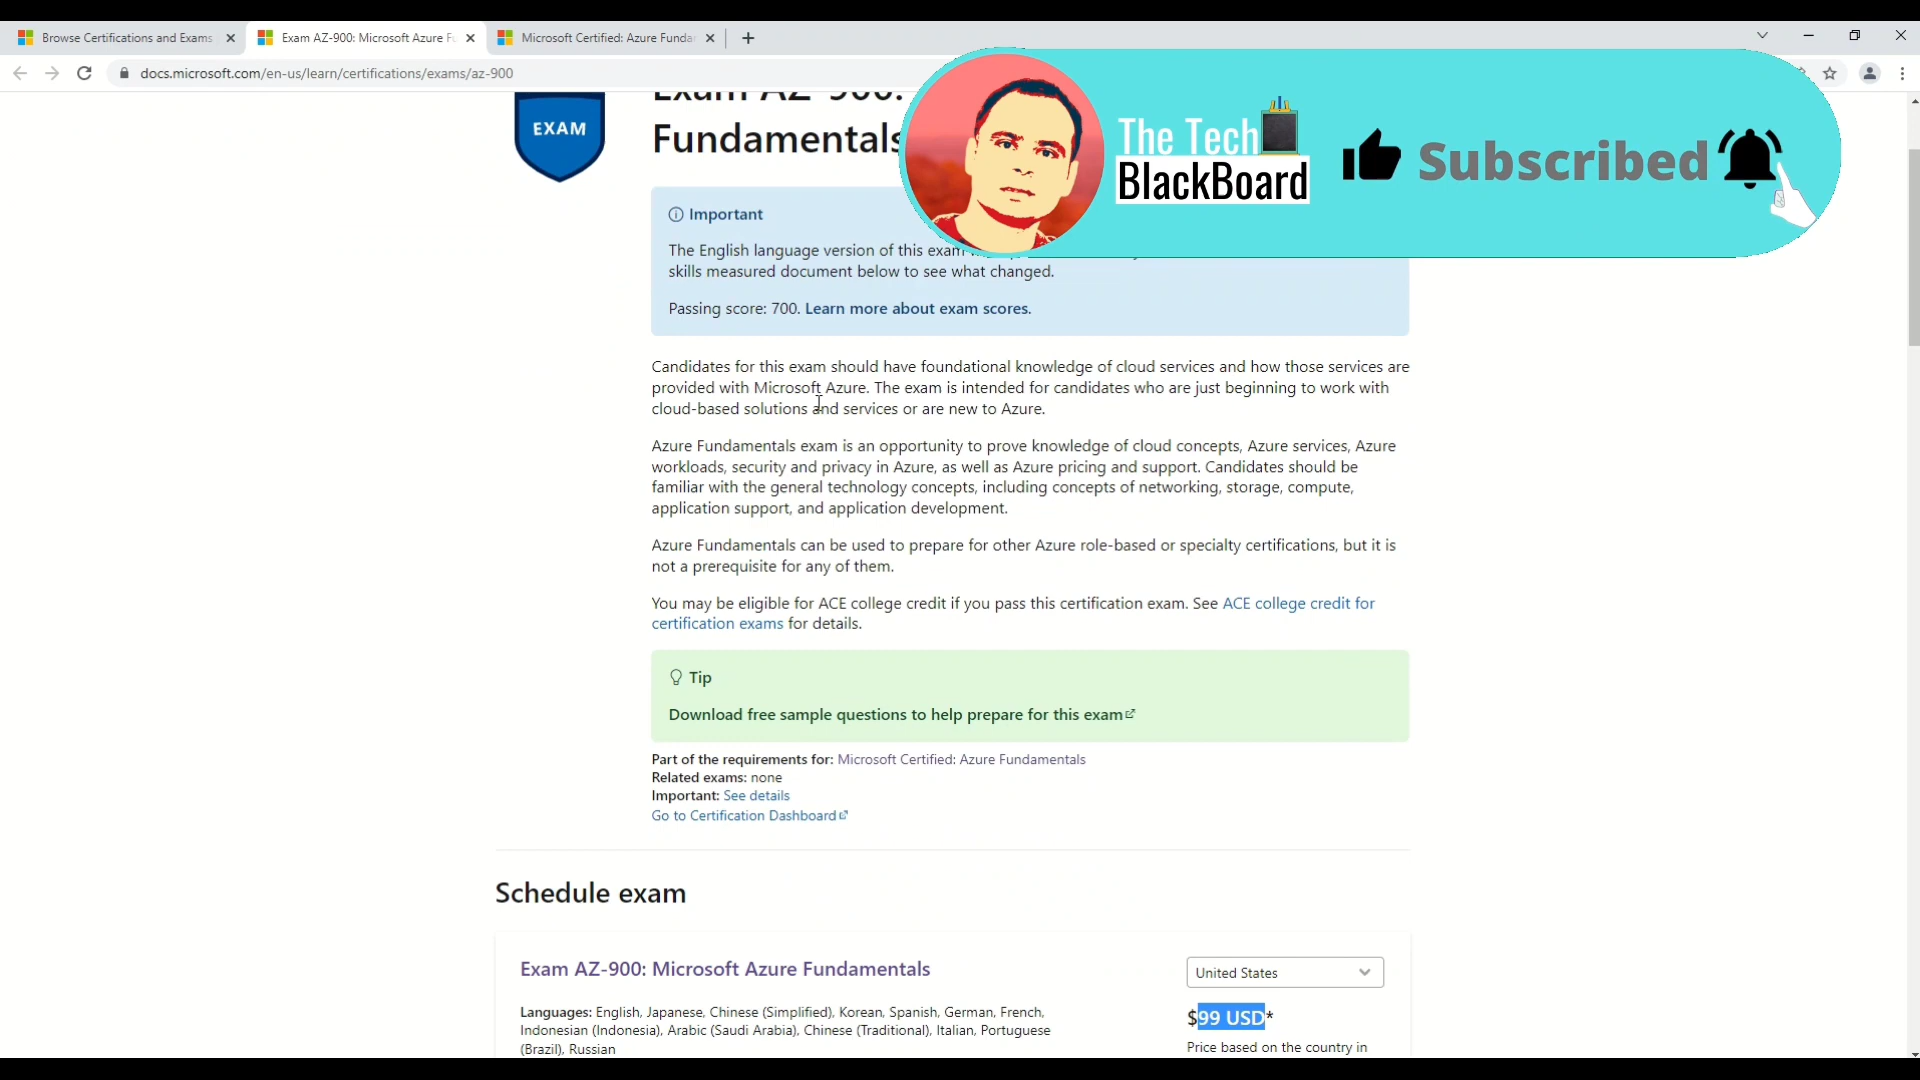 Browse Certifications and Exams
Exam AZ-900: Microsoft Azure Fu
Microsoft Certified: Azure Funda
docs.microsoft.com/en-us/learn/certifications/exams/az-900
EXAM
Exam AZ-900:
Fundamentals
The Tech
BlackBoard
Subscribed
Important
The English language version of this exam
skills measured document below to see what changed.
Passing score: 700. Learn more about exam scores.
Candidates for this exam should have foundational knowledge of cloud services and how those services are
provided with Microsoft Azure. The exam is intended for candidates who are just beginning to work with
cloud-based solutions and services or are new to Azure.
Azure Fundamentals exam is an opportunity to prove knowledge of cloud concepts, Azure services, Azure
workloads, security and privacy in Azure, as well as Azure pricing and support. Candidates should be
familiar with the general technology concepts, including concepts of networking, storage, compute,
application support, and application development.
Azure Fundamentals can be used to prepare for other Azure role-based or specialty certifications, but it is
not a prerequisite for any of them.
You may be eligible for ACE college credit if you pass this certification exam. See ACE college credit for
certification exams for details.
Tip
Download free sample questions to help prepare for this exam
Part of the requirements for: Microsoft Certified: Azure Fundamentals
Related exams: none
Important: See details
Go to Certification Dashboard
Schedule exam
Exam AZ-900: Microsoft Azure Fundamentals
United States
Languages: English, Japanese, Chinese (Simplified), Korean, Spanish, German, French,
Indonesian (Indonesia), Arabic (Saudi Arabia), Chinese (Traditional), Italian, Portuguese
(Brazil), Russian
$99 USD*
Price based on the country in